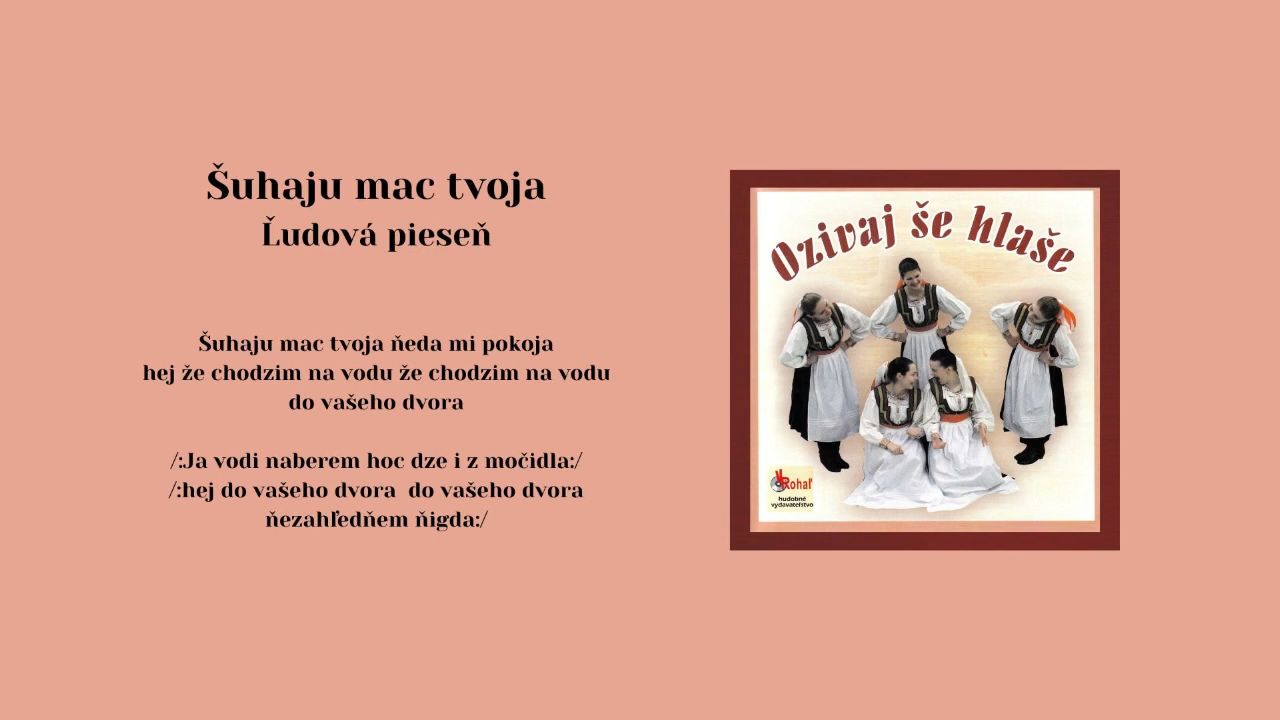 Šuhaju mac tvoja
Ľudová pieseň
Šuhaju mac tvoja ňeda mi pokoja
hej že chodzim na vodu že chodzim na vodu
do vašeho dvora
/:Ja vodi naberem hoc dze i z močidla:/
/:hej do vašeho dvora  do vašeho dvora
ňezahľedňem ňigda:/
Ozivaj še hlaše
Rohaľ
hudobné
vydavateľstvo